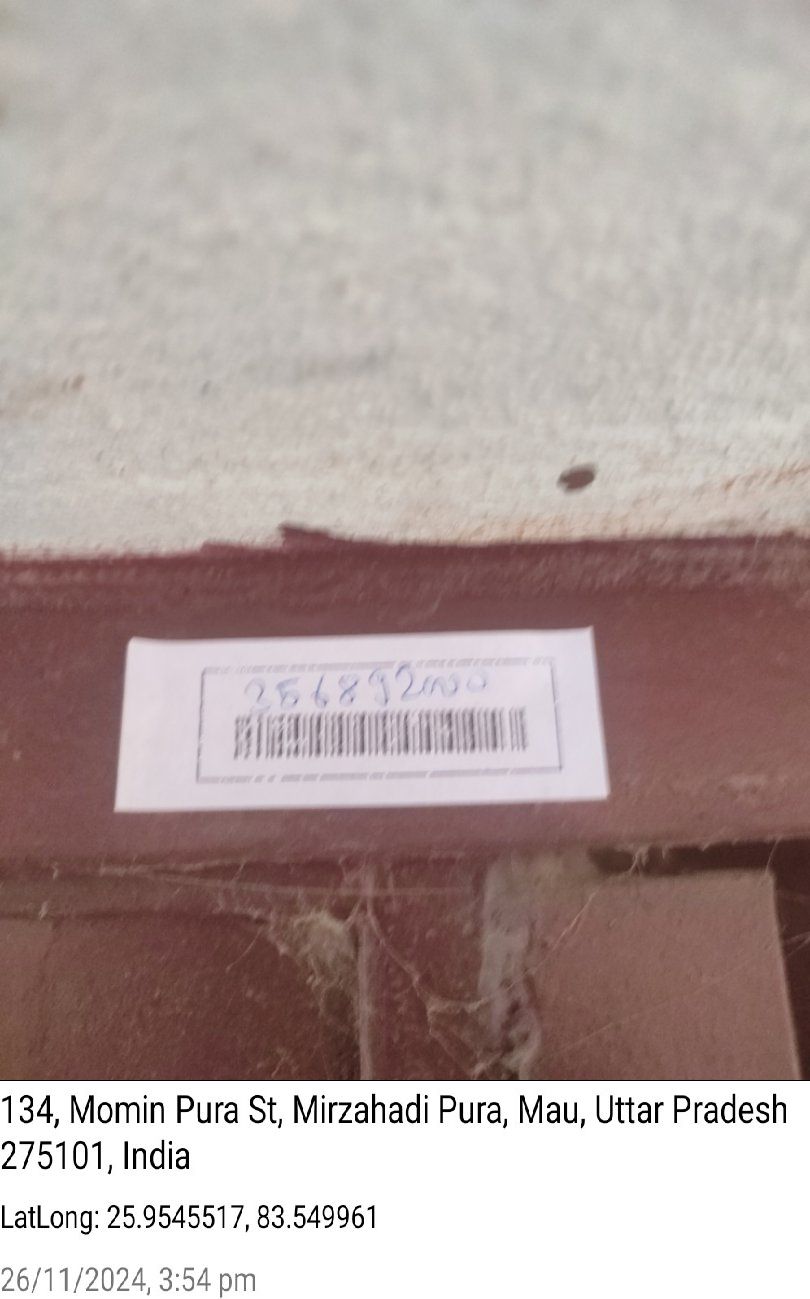 134, Momin Pura St, Mirzahadi Pura, Mau, Uttar Pradesh
275101, India
LatLong: 25.9545517, 83.549961
26/11/2024, 3:54 pm